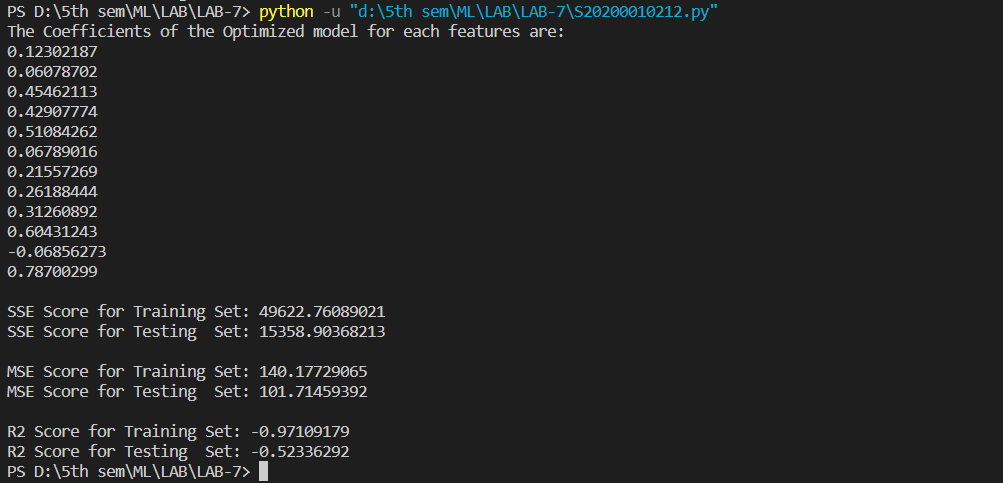 PS D:\5th sem\ML\LAB\LAB-7> python -u "d:\5th sem\ML\LAB\LAB-7\S20200010212.py"
The Coefficients of the Optimized model for each features are:
0.12302187
0.06078702
0.45462113
0.42907774
0.51084262
0.06789016
0.21557269
0.26188444
0.31260892
0.60431243
-0.06856273
0.78700299
SSE Score for Training Set: 49622.76089021
SSE Score for Testing  Set: 15358.90368213
MSE Score for Training Set: 140.17729065
MSE Score for Testing  Set: 101.71459392
R2 Score for Training Set: -0.97109179
R2 Score for Testing  Set: -0.52336292
PS D:\5th sem\ML\LAB\LAB-7>